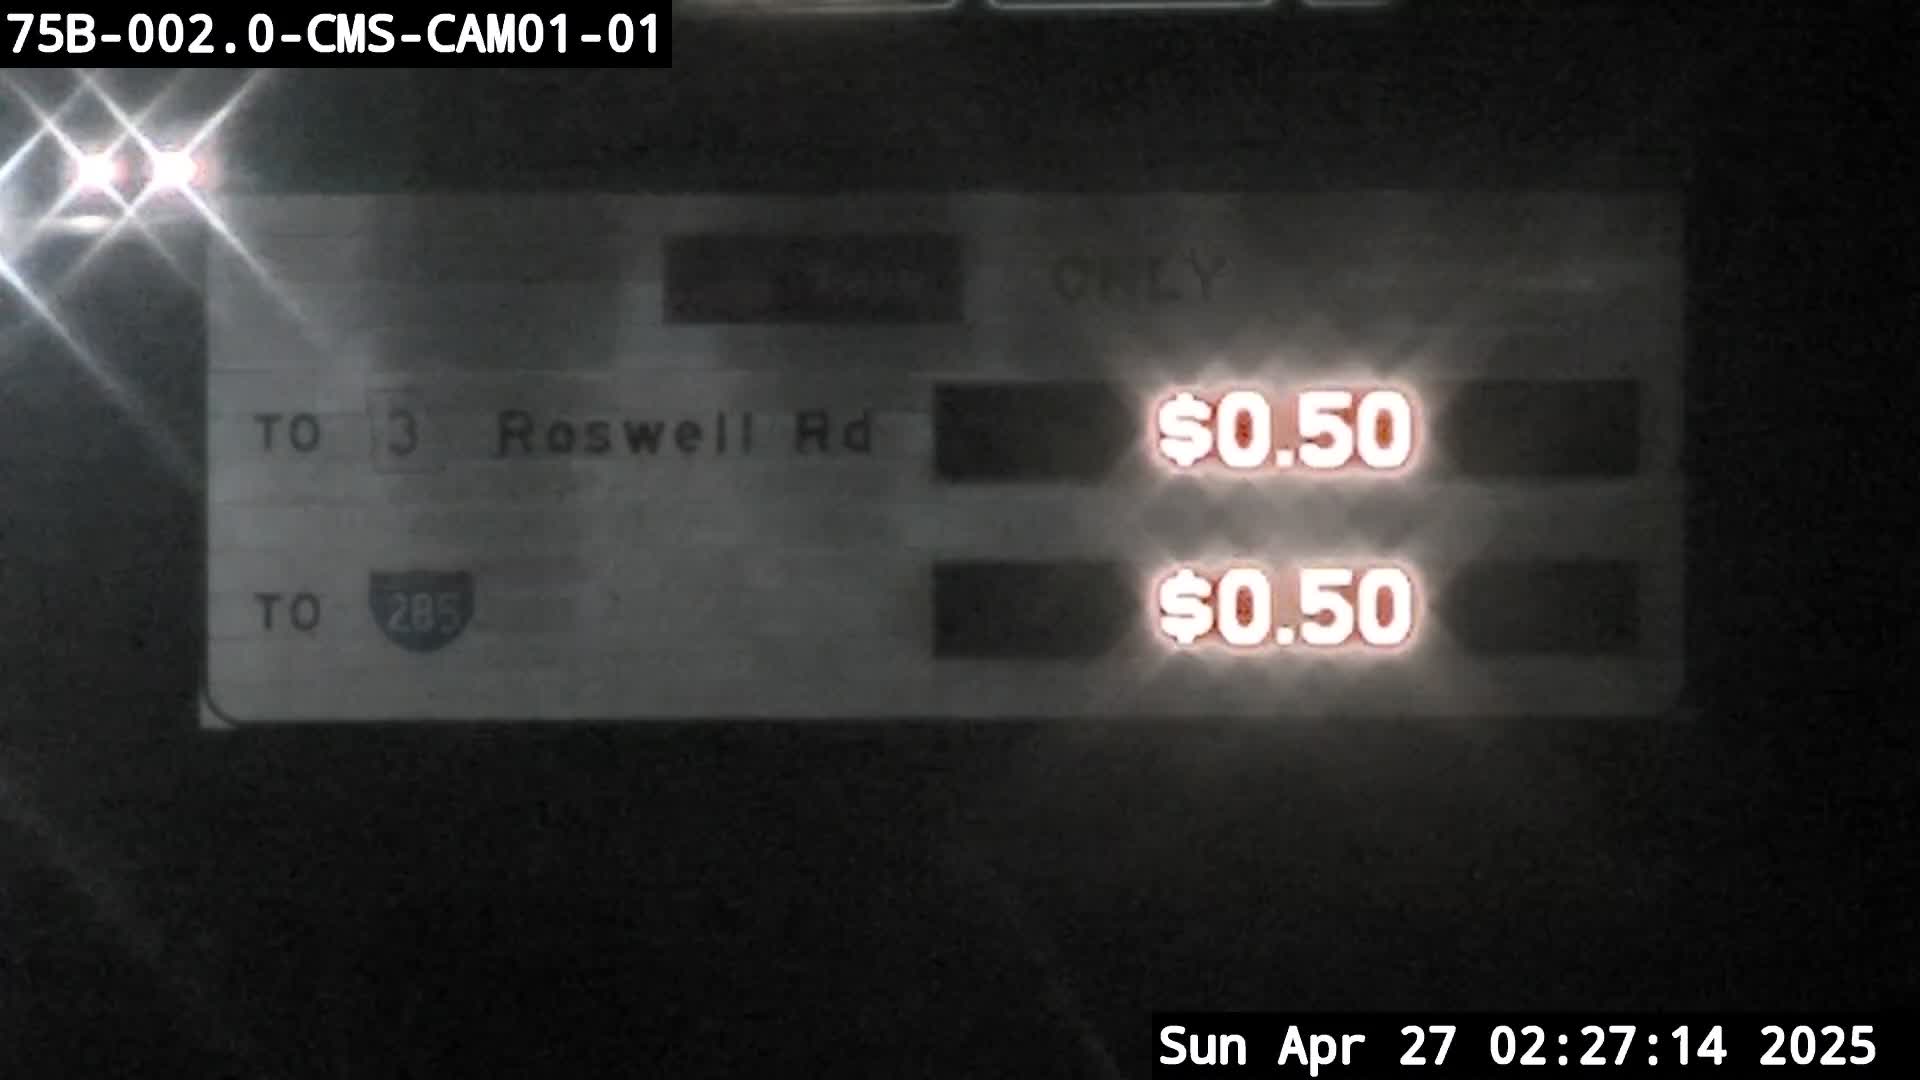 75B-002.0-CMS-CAM01-01
ONLY
TO 3 Roswell Rd $0.50
TO 285 $0.50
Sun Apr 27 02:27:14 2025